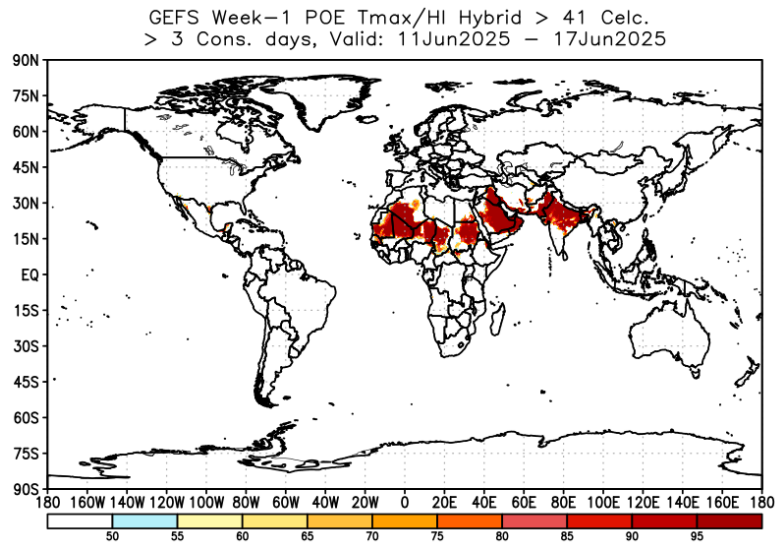 GEFS Week-1 POE Tmax/HI Hybrid > 41 Celc.
> 3 Cons. days, Valid: 11Jun2025 - 17Jun2025
90N
75N
60N
45N
30N
15N
EQ
15S
30S
45S
60S
75S
90S
180 160W 140W 120W 100W 80W 60W 40W 20W 0 20E 40E 60E 80E 100E 120E 140E 160E 180
50 55 60 65 70 75 80 85 90 95